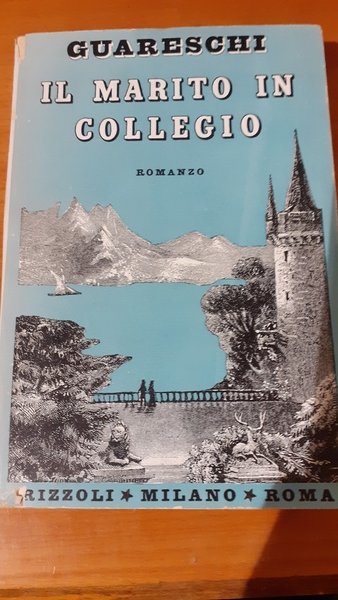 GUARESCHI
IL MARITO IN
COLLEGIO
ROMANZO
RIZZOLI ★ MILANO ★ ROMA